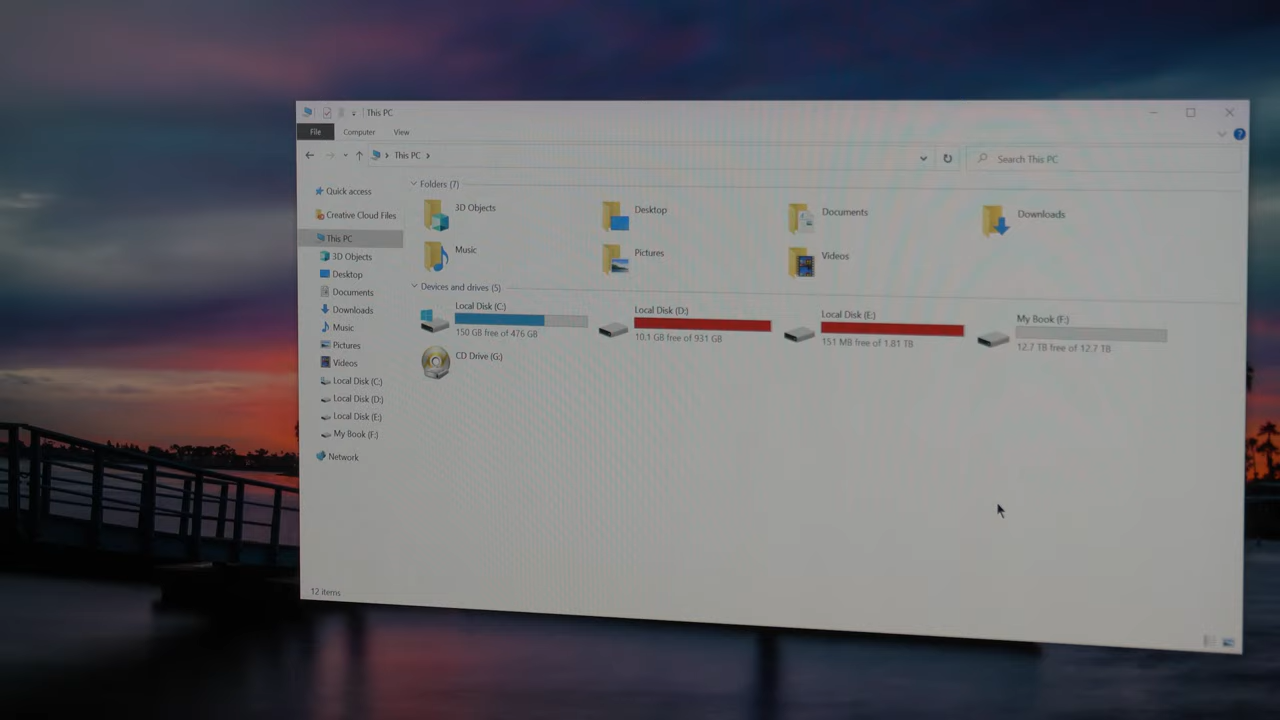 This PC
File Computer View
This PC
Search This PC
Quick access
Creative Cloud Files
This PC
3D Objects
Desktop
Documents
Downloads
Music
Pictures
Videos
Local Disk (C:)
Local Disk (D:)
Local Disk (E:)
My Book (F:)
Network
Folders (7)
3D Objects
Desktop
Documents
Downloads
Music
Pictures
Videos
Devices and drives (5)
Local Disk (C:)
150 GB free of 476 GB
Local Disk (D:)
10.1 GB free of 931 GB
Local Disk (E:)
151 MB free of 1.81 TB
My Book (F:)
12.7 TB free of 12.7 TB
CD Drive (G:)
12 items